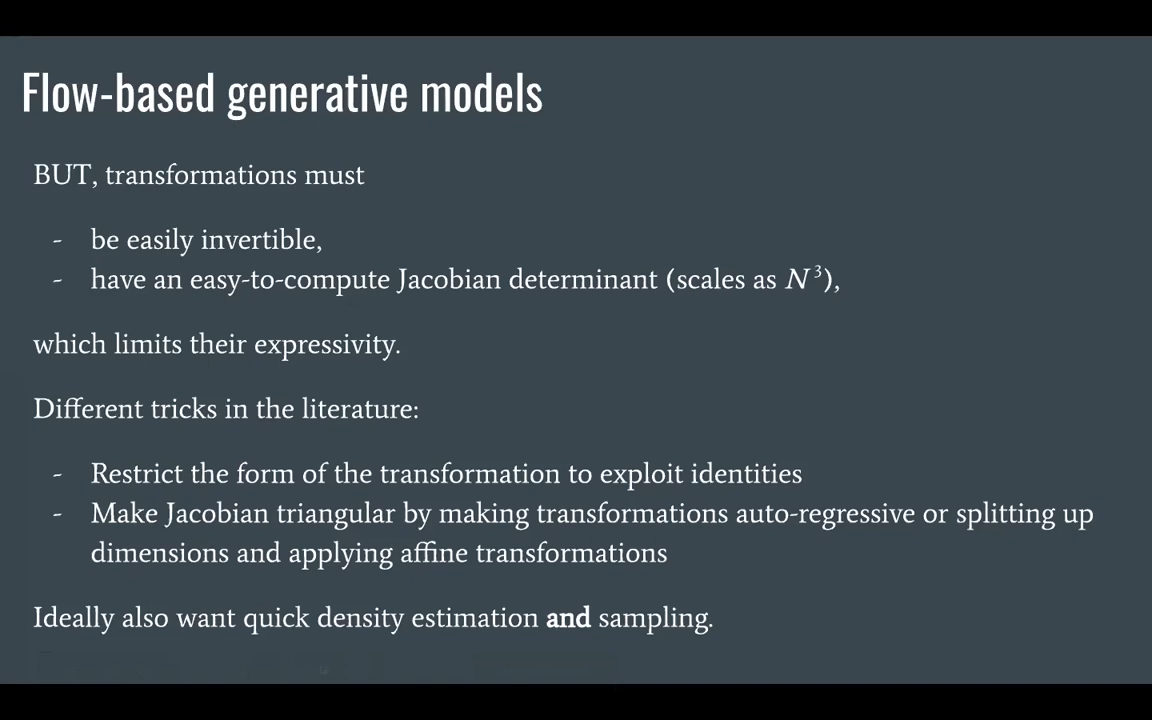 Flow-based generative models
BUT, transformations must
- be easily invertible,
- have an easy-to-compute Jacobian determinant (scales as N³),
which limits their expressivity.
Different tricks in the literature:
- Restrict the form of the transformation to exploit identities
- Make Jacobian triangular by making transformations auto-regressive or splitting up
dimensions and applying affine transformations
Ideally also want quick density estimation and sampling.